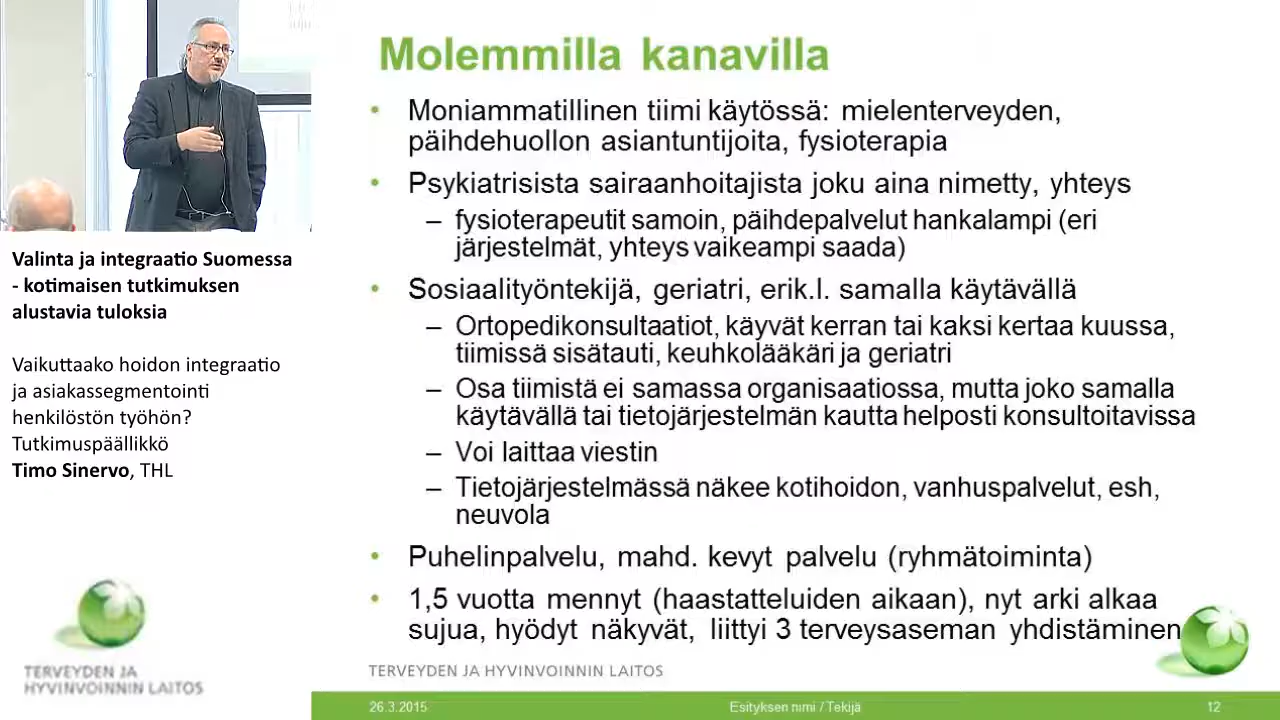 Valinta ja integraatio Suomessa
- kotimaisen tutkimuksen
alustavia tuloksia
Vaikuttaako hoidon integraatio
ja asiakassegmentointi
henkilöstön työhön?
Tutkimuspäällikkö
Timo Sinervo, THL
TERVEYDEN JA
HYVINVOINNIN LAITOS
Molemmilla kanavilla
• Moniammatillinen tiimi käytössä: mielenterveyden,
päihdehuollon asiantuntijoita, fysioterapia
• Psykiatrisista sairaanhoitajista joku aina nimetty, yhteys
– fysioterapeutit samoin, päihdepalvelut hankalampi (eri
järjestelmät, yhteys vaikeampi saada)
• Sosiaalityöntekijä, geriatri, erik.l. samalla käytävällä
– Ortopedikonsultaatiot, käyvät kerran tai kaksi kertaa kuussa,
tiimissä sisätauti, keuhkolääkäri ja geriatri
– Osa tiimistä ei samassa organisaatiossa, mutta joko samalla
käytävällä tai tietojärjestelmän kautta helposti konsultoitavissa
– Voi laittaa viestin
– Tietojärjestelmässä näkee kotihoidon, vanhuspalvelut, esh,
neuvola
• Puhelinpalvelu, mahd. kevyt palvelu (ryhmätoiminta)
• 1,5 vuotta mennyt (haastatteluiden aikaan), nyt arki alkaa
sujua, hyödyt näkyvät, liittyi 3 terveysaseman yhdistäminen
TERVEYDEN JA HYVINVOINNIN LAITOS
26.3.2015
Esityksen nimi / Tekijä
12